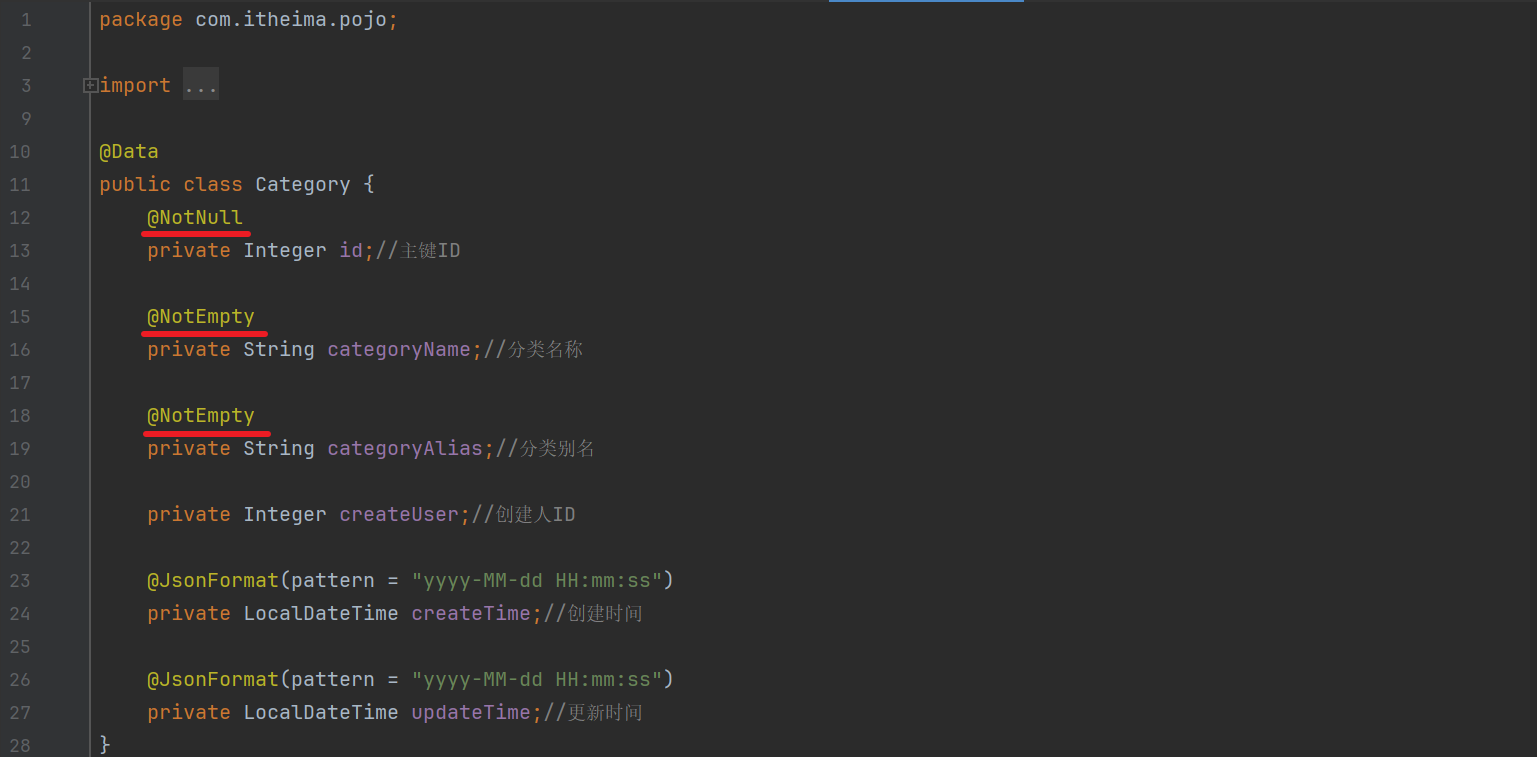 1 package com.itheima.pojo;
2
3 import ...
9
10 @Data
11 public class Category {
12 @NotNull
13 private Integer id;//主键ID
14
15 @NotEmpty
16 private String categoryName;//分类名称
17
18 @NotEmpty
19 private String categoryAlias;//分类别名
20
21 private Integer createUser;//创建人ID
22
23 @JsonFormat(pattern = "yyyy-MM-dd HH:mm:ss")
24 private LocalDateTime createTime;//创建时间
25
26 @JsonFormat(pattern = "yyyy-MM-dd HH:mm:ss")
27 private LocalDateTime updateTime;//更新时间
28 }